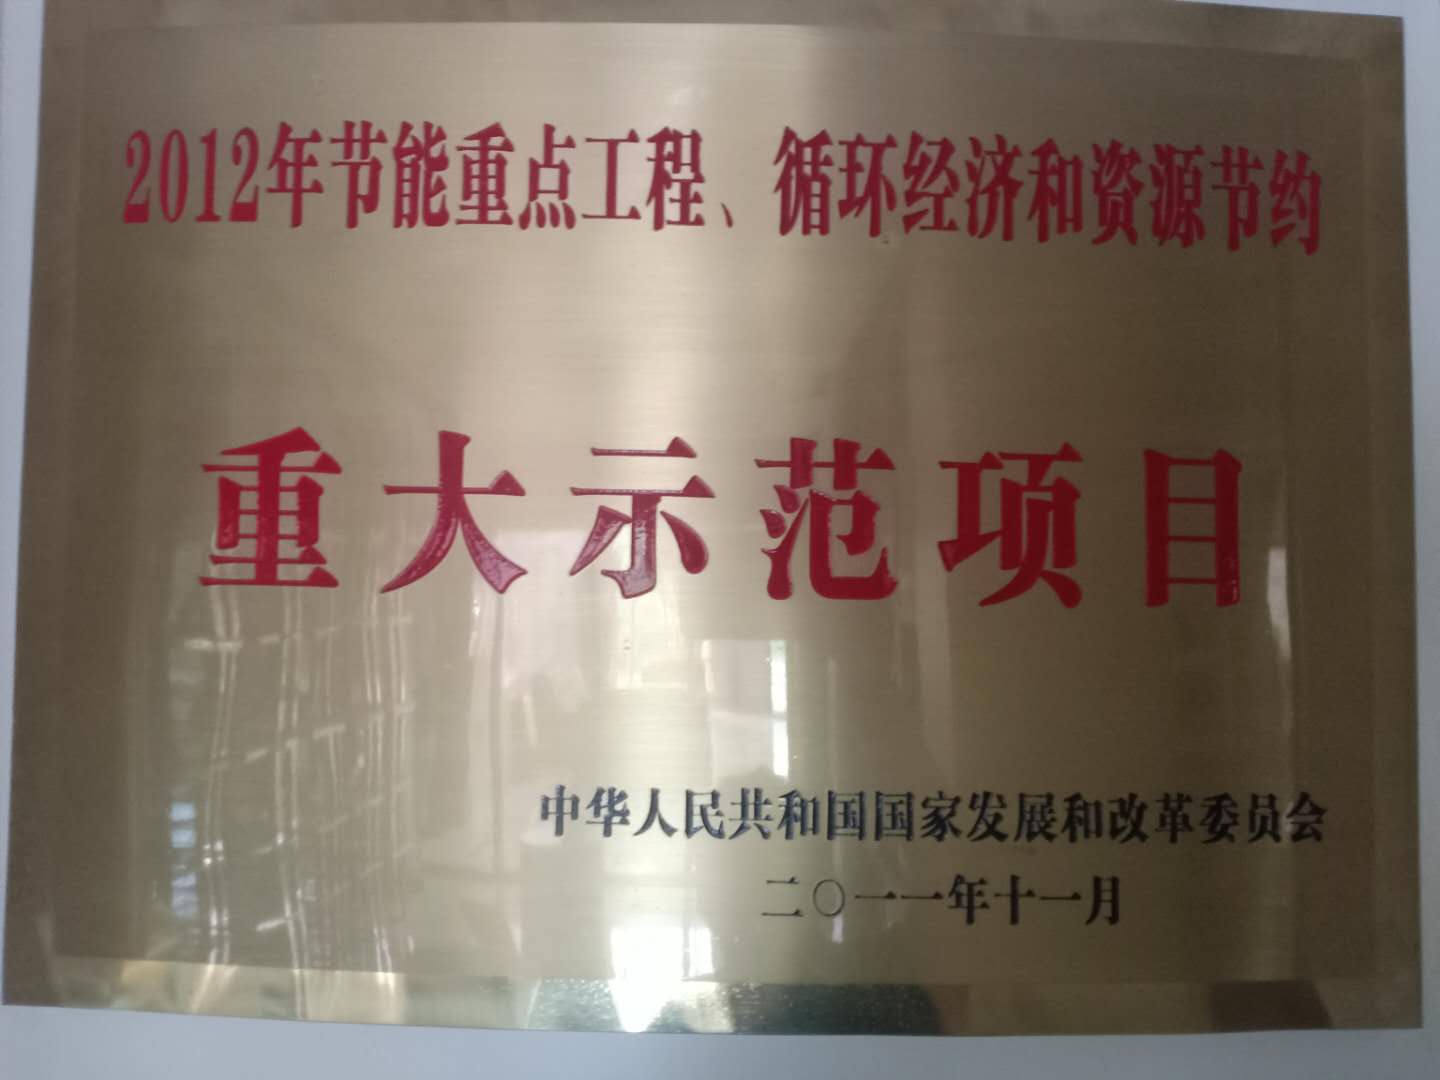 2012年节能重点工程、循环经济和资源节约
重大示范项目
中华人民共和国国家发展和改革委员会
二〇一一年十一月